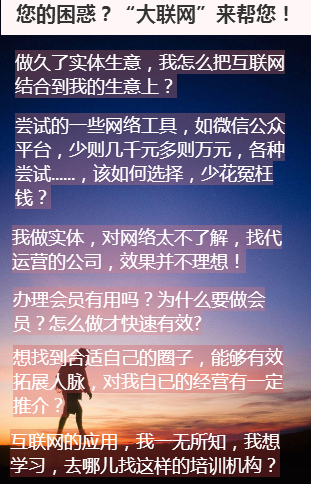 您的困惑？“大联网”来帮您！
做久了实体生意，我怎么把互联网
结合到我的生意上？
尝试的一些网络工具，如微信公众
平台，少则几千元多则万元，各种
尝试......，该如何选择，少花冤枉
钱？
我做实体，对网络太不了解，找代
运营的公司，效果并不理想！
办理会员有用吗？为什么要做会
员？怎么做才快速有效?
想找到合适自己的圈子，能够有效
拓展人脉，对我自已的经营有一定
推介？
互联网的应用，我一无所知，我想
学习，去哪儿找这样的培训机构？